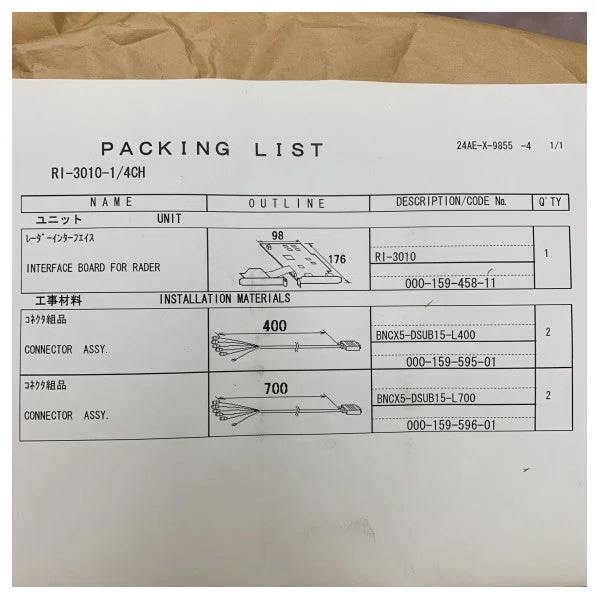 PACKING LIST
24AE-X-9855 -4 1/1
RI-3010-1/4CH
NAME OUTLINE DESCRIPTION/CODE No. Q'TY
ユニット UNIT
ﾚｰﾀﾞｰｲﾝﾀｰﾌｪｲｽ
INTERFACE BOARD FOR RADER
98
176
RI-3010
000-159-458-11
1
工事材料 INSTALLATION MATERIALS
ｺﾈｸﾀ組品
CONNECTOR ASSY.
400
BNCX5-DSUB15-L400
000-159-595-01
2
ｺﾈｸﾀ組品
CONNECTOR ASSY.
700
BNCX5-DSUB15-L700
000-159-596-01
2